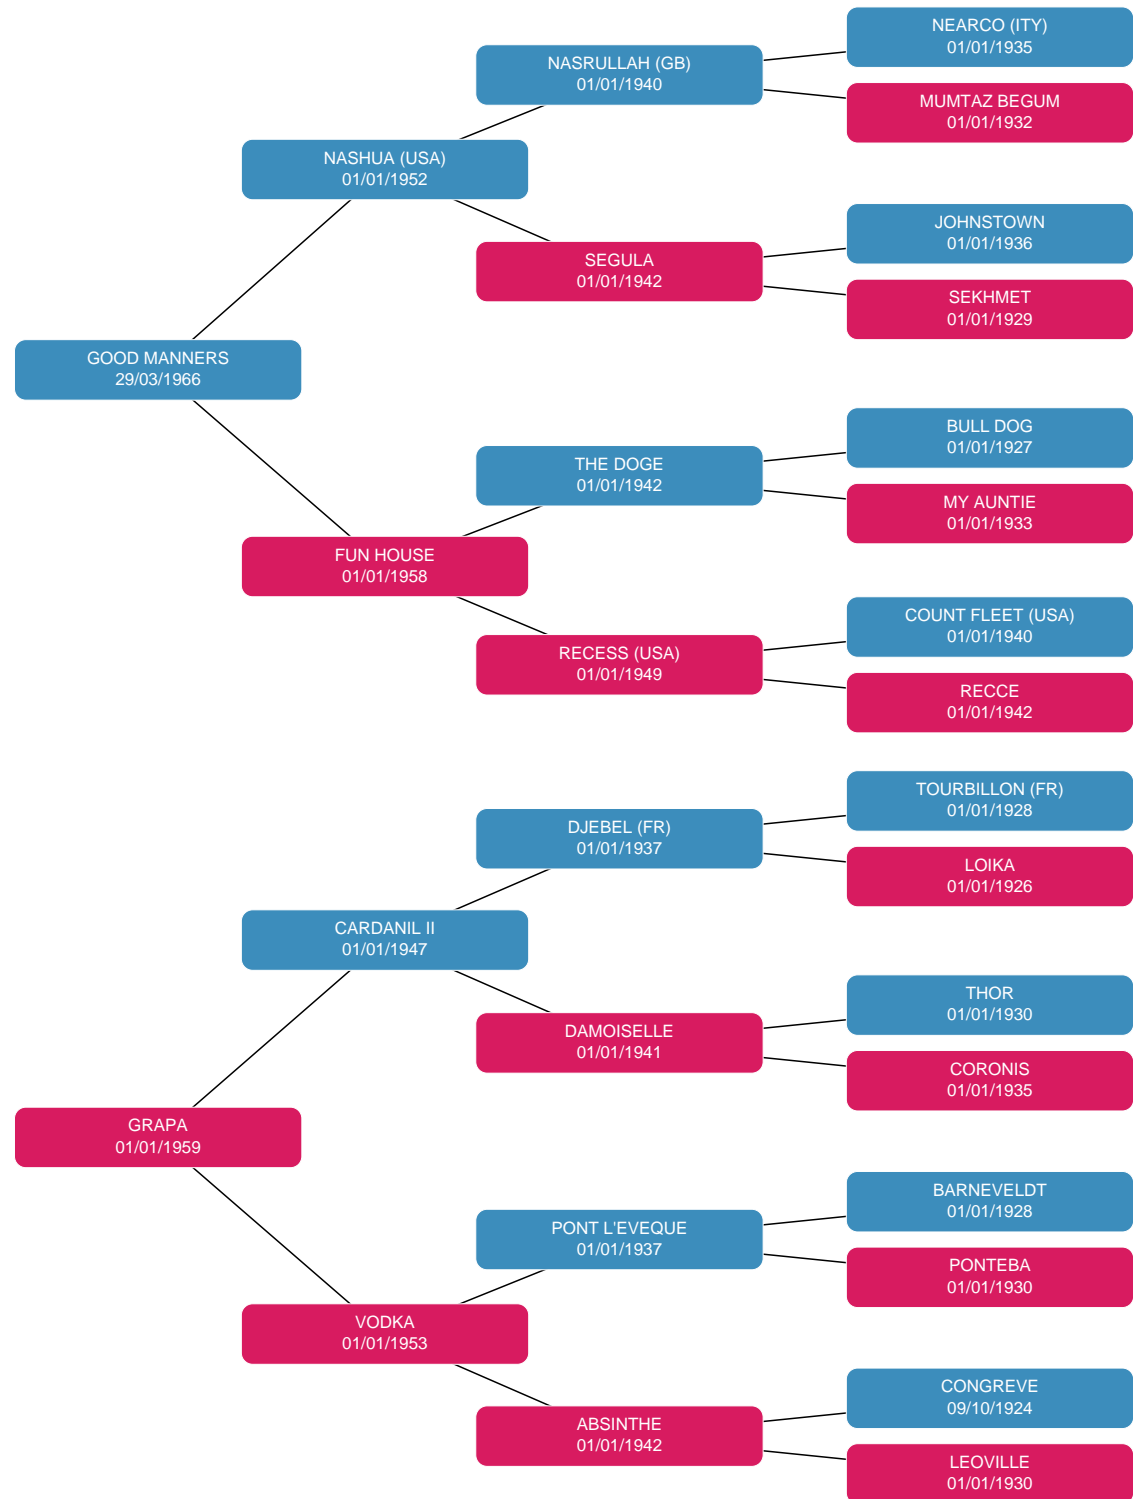 NEARCO (ITY)
01/01/1935
NASRULLAH (GB)
01/01/1940
MUMTAZ BEGUM
01/01/1932
NASHUA (USA)
01/01/1952
JOHNSTOWN
01/01/1936
SEGULA
01/01/1942
SEKHMET
01/01/1929
GOOD MANNERS
29/03/1966
BULL DOG
01/01/1927
THE DOGE
01/01/1942
MY AUNTIE
01/01/1933
FUN HOUSE
01/01/1958
COUNT FLEET (USA)
01/01/1940
RECESS (USA)
01/01/1949
RECCE
01/01/1942
TOURBILLON (FR)
01/01/1928
DJEBEL (FR)
01/01/1937
LOIKA
01/01/1926
CARDANIL II
01/01/1947
THOR
01/01/1930
DAMOISELLE
01/01/1941
CORONIS
01/01/1935
GRAPA
01/01/1959
BARNEVELDT
01/01/1928
PONT L'EVEQUE
01/01/1937
PONTEBA
01/01/1930
VODKA
01/01/1953
CONGREVE
09/10/1924
ABSINTHE
01/01/1942
LEOVILLE
01/01/1930